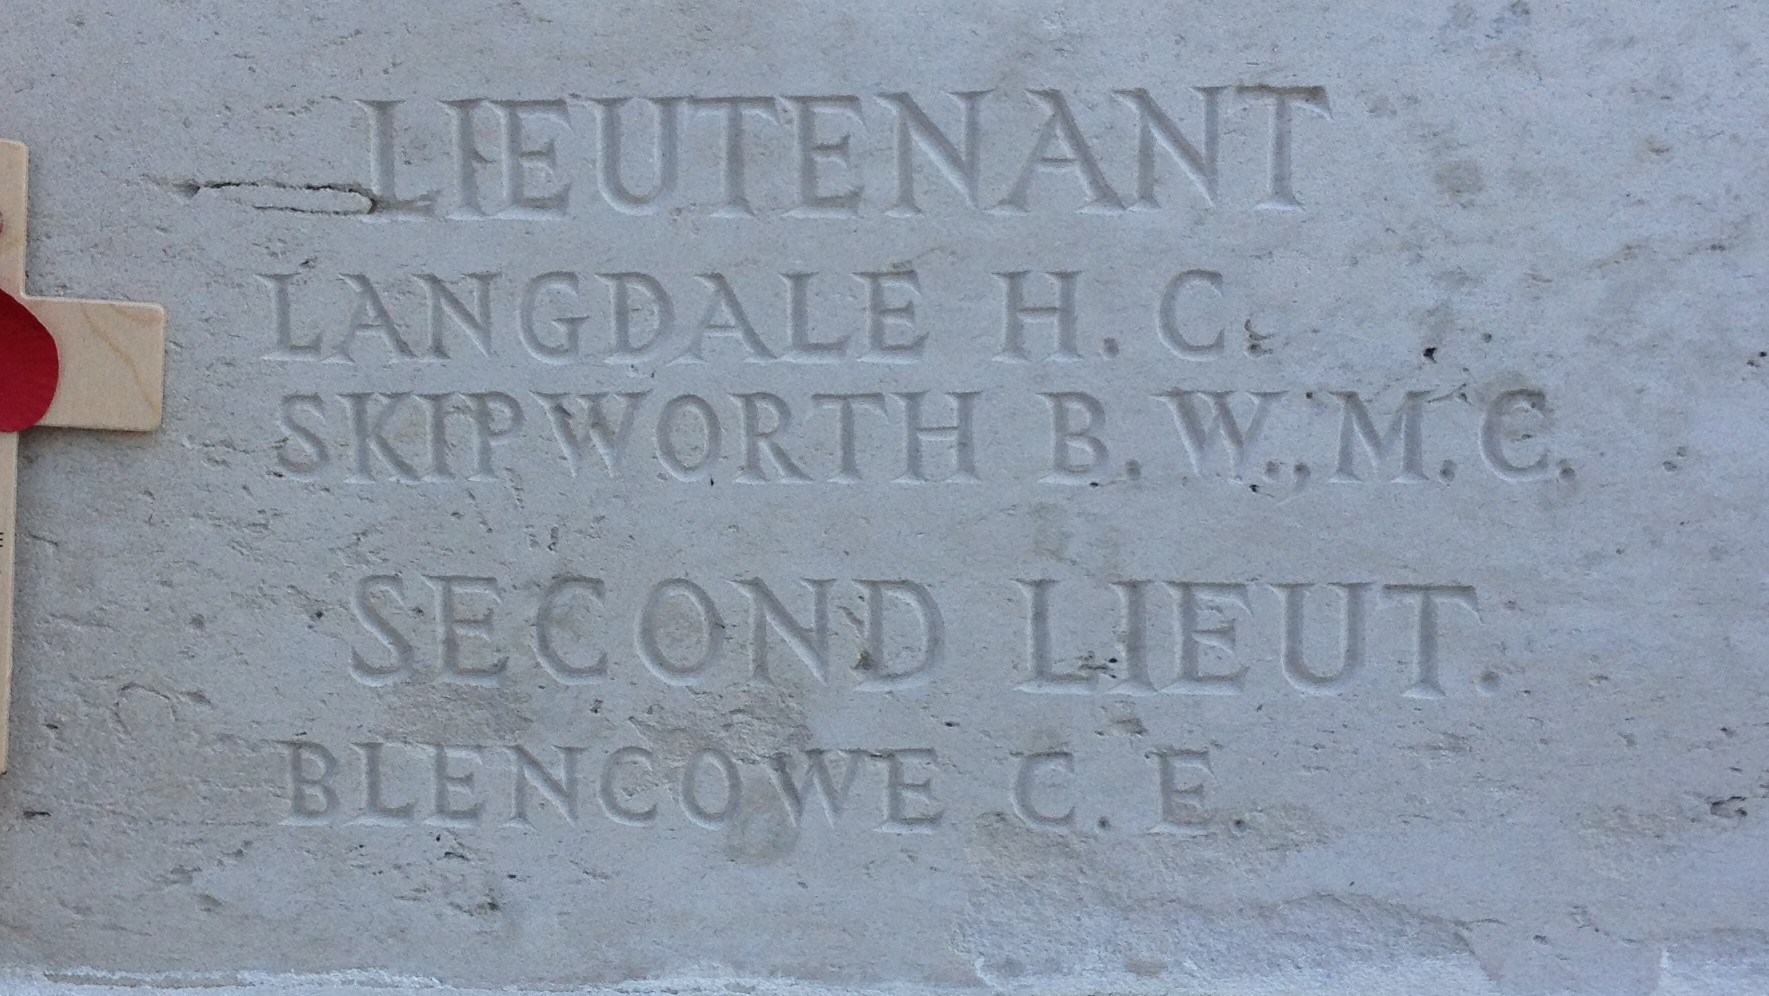 LIEUTENANT
LANGDALE H. C.
SKIPWORTH B. W., M. C.
SECOND LIEUT.
BLENCOWE C. E.